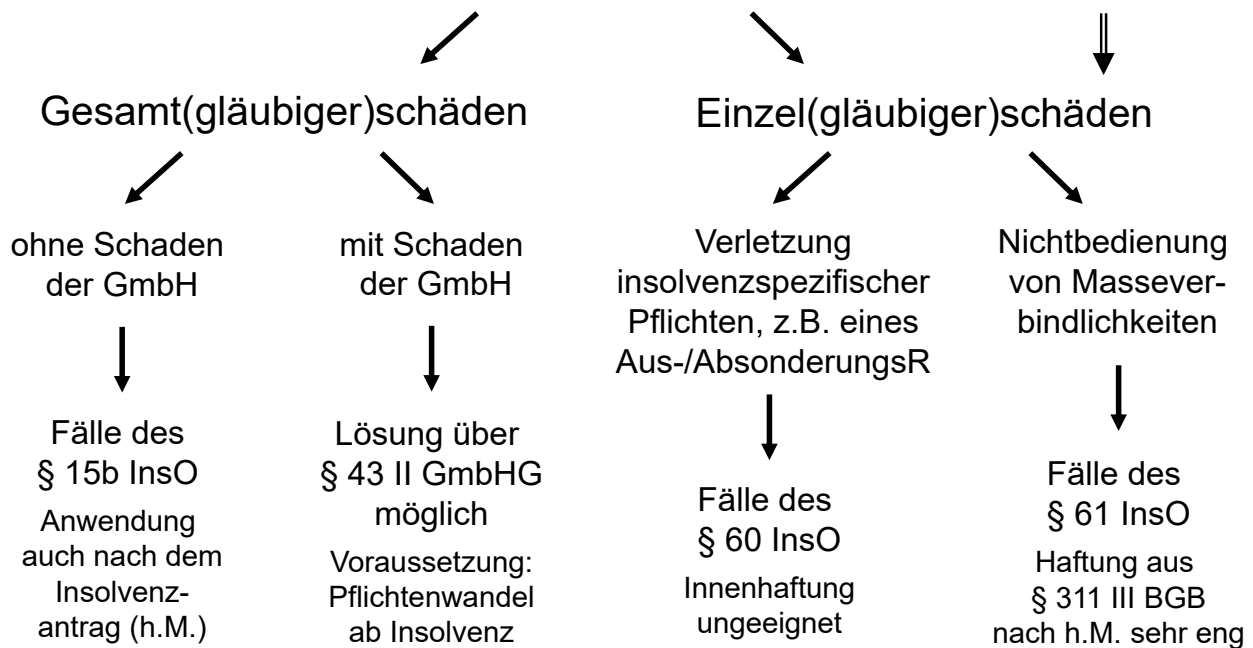 Gesamt(gläubiger)schäden
Einzel(gläubiger)schäden
ohne Schaden
der GmbH
mit Schaden
der GmbH
Verletzung
insolvenzspezifischer
Pflichten, z.B. eines
Aus-/AbsonderungsR
Nichtbedienung
von Massever-
bindlichkeiten
Fälle des
§ 15b InsO
Anwendung
auch nach dem
Insolvenz-
antrag (h.M.)
Lösung über
§ 43 II GmbHG
möglich
Voraussetzung:
Pflichtenwandel
ab Insolvenz
Fälle des
§ 60 InsO
Innenhaftung
ungeeignet
Fälle des
§ 61 InsO
Haftung aus
§ 311 III BGB
nach h.M. sehr eng